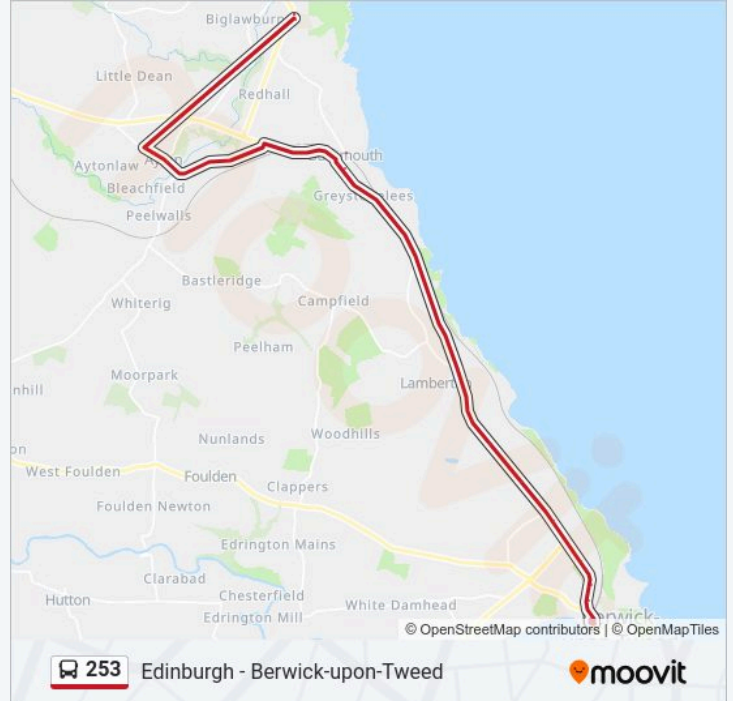 Biglawburn
Little Dean
Redhall
Aytonlaw
Bleachfield
Peelwalls
Bastleridge
Whiterig
Campfield
Peelham
Moorpark
nhill
Nunlands
Woodhills
on
West Foulden
Foulden
Clappers
Foulden Newton
Edrington Mains
Clarabad
Hutton
Chesterfield
White Damhead
Edrington Mill
© OpenStreetMap contributors | © OpenMapTiles
253 Edinburgh - Berwick-upon-Tweed
moovit